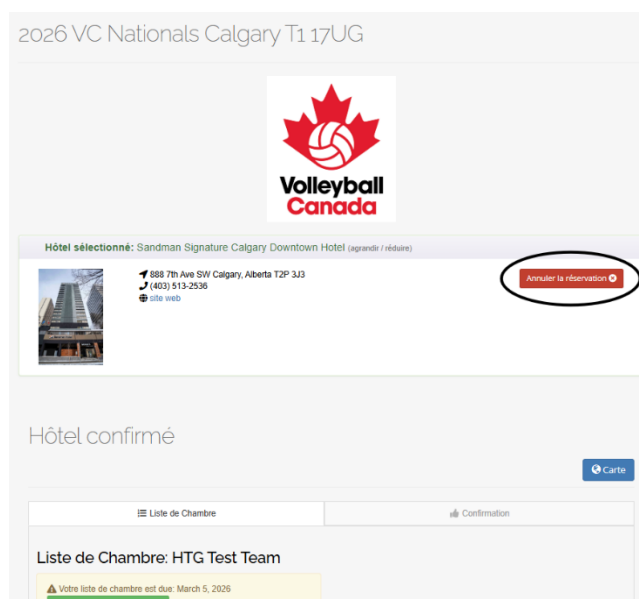 2026 VC Nationals Calgary T1 17UG
Volleyball
Canada
Hôtel sélectionné: Sandman Signature Calgary Downtown Hotel (agrandir / réduire)
888 7th Ave SW Calgary, Alberta T2P 3J3
(403) 513-2536
site web
Annuler la réservation
Hôtel confirmé
Carte
Liste de Chambre
Confirmation
Liste de Chambre: HTG Test Team
Votre liste de chambre est due: March 5, 2026